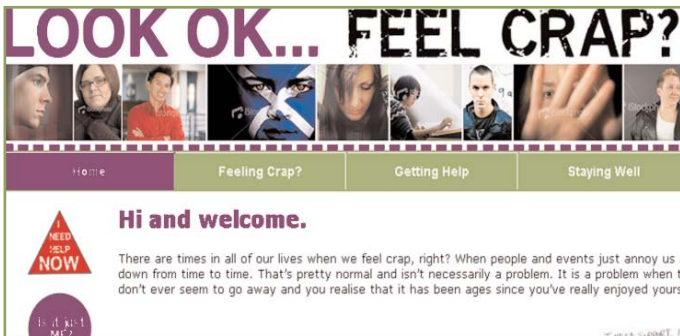 LOOK OK... FEEL CRAP?
Home
Feeling Crap?
Getting Help
Staying Well
I
NEED
HELP
NOW
Hi and welcome.
There are times in all of our lives when we feel crap, right? When people and events just annoy us
down from time to time. That's pretty normal and isn't necessarily a problem. It is a problem when t
don't ever seem to go away and you realise that it has been ages since you've really enjoyed yours
Is it just
ME?